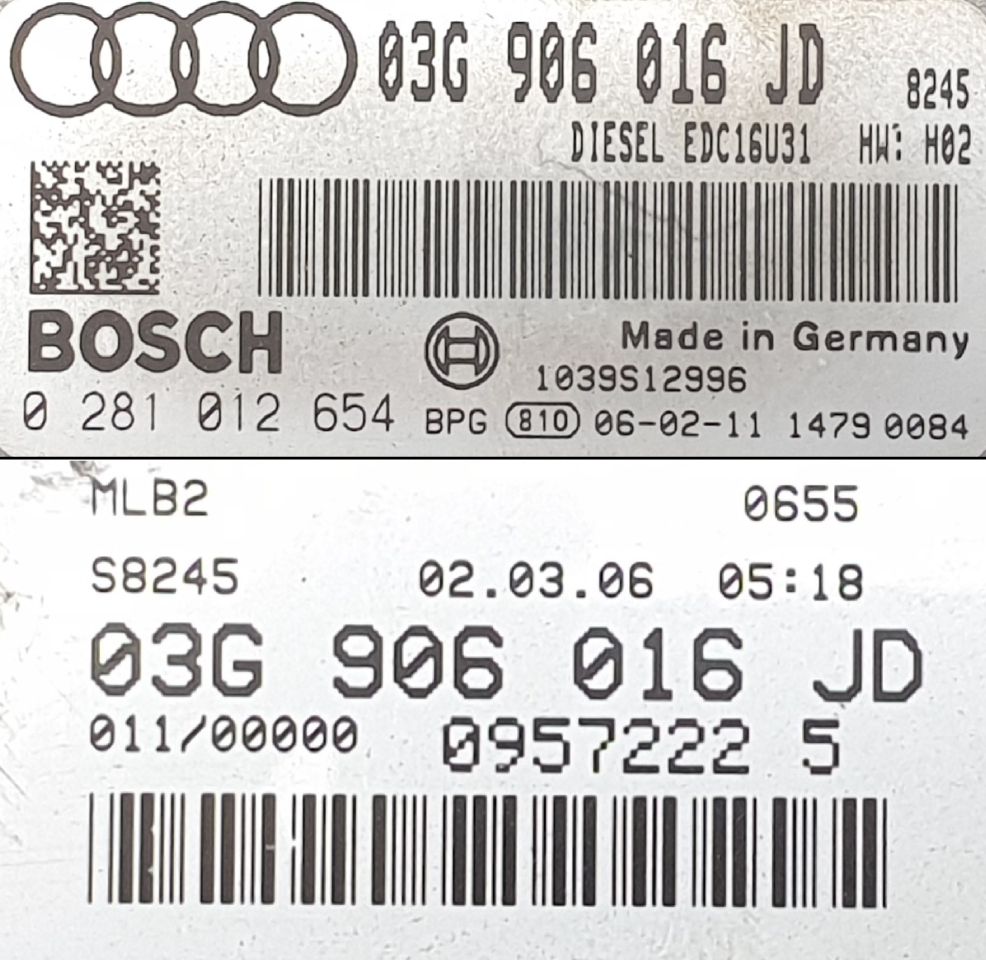 03G 906 016 JD 8245
DIESEL EDC16U31 HW: H02
BOSCH
Made in Germany
1039S12996
0 281 012 654 BPG 810 06-02-11 1479 0084
MLB2 0655
S8245 02.03.06 05:18
03G 906 016 JD
011/00000 0957222 5